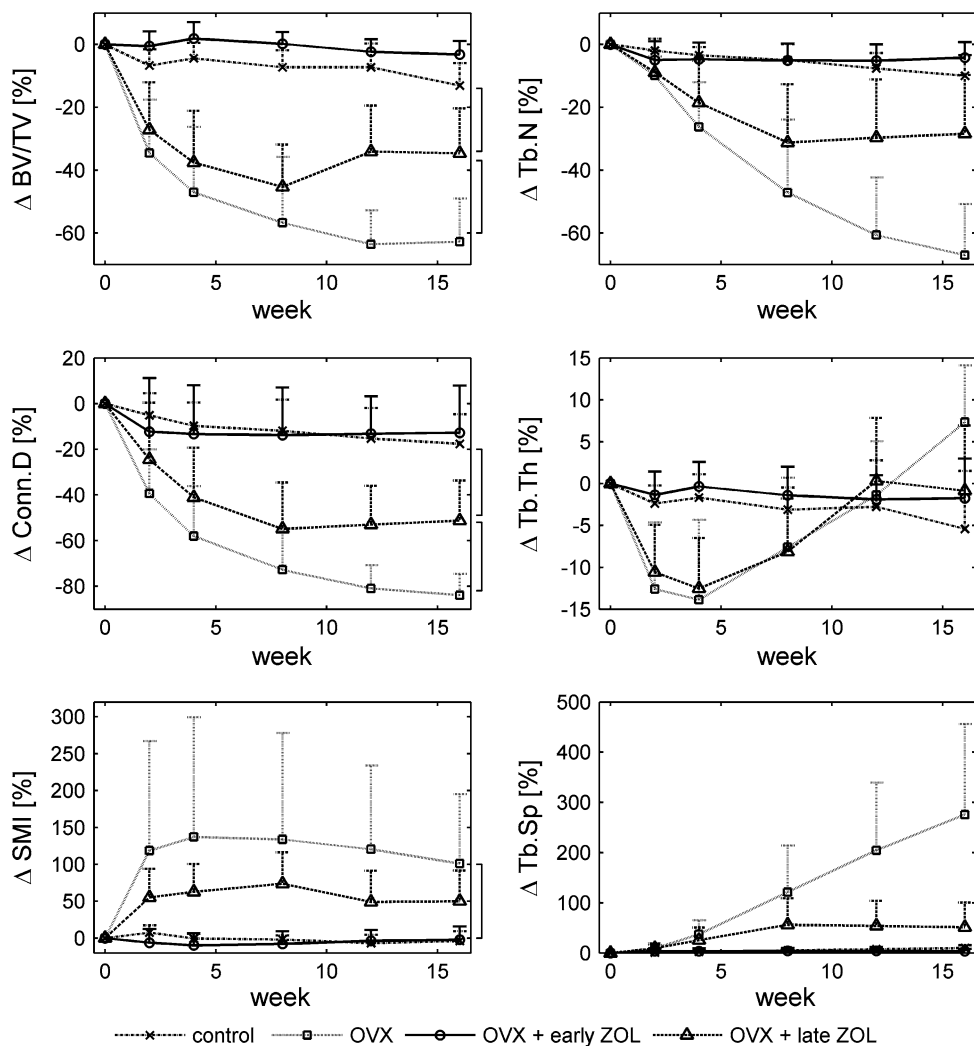 Δ BV/TV [%]
0
-20
-40
-60
0 5 10 15
week
Δ Tb.N [%]
0
-20
-40
-60
0 5 10 15
week
Δ Conn.D [%]
20
0
-20
-40
-60
-80
0 5 10 15
week
Δ Tb.Th [%]
15
10
5
0
-5
-10
-15
0 5 10 15
week
Δ SMI [%]
300
250
200
150
100
50
0
0 5 10 15
week
Δ Tb.Sp [%]
500
400
300
200
100
0
0 5 10 15
week
control OVX OVX + early ZOL OVX + late ZOL